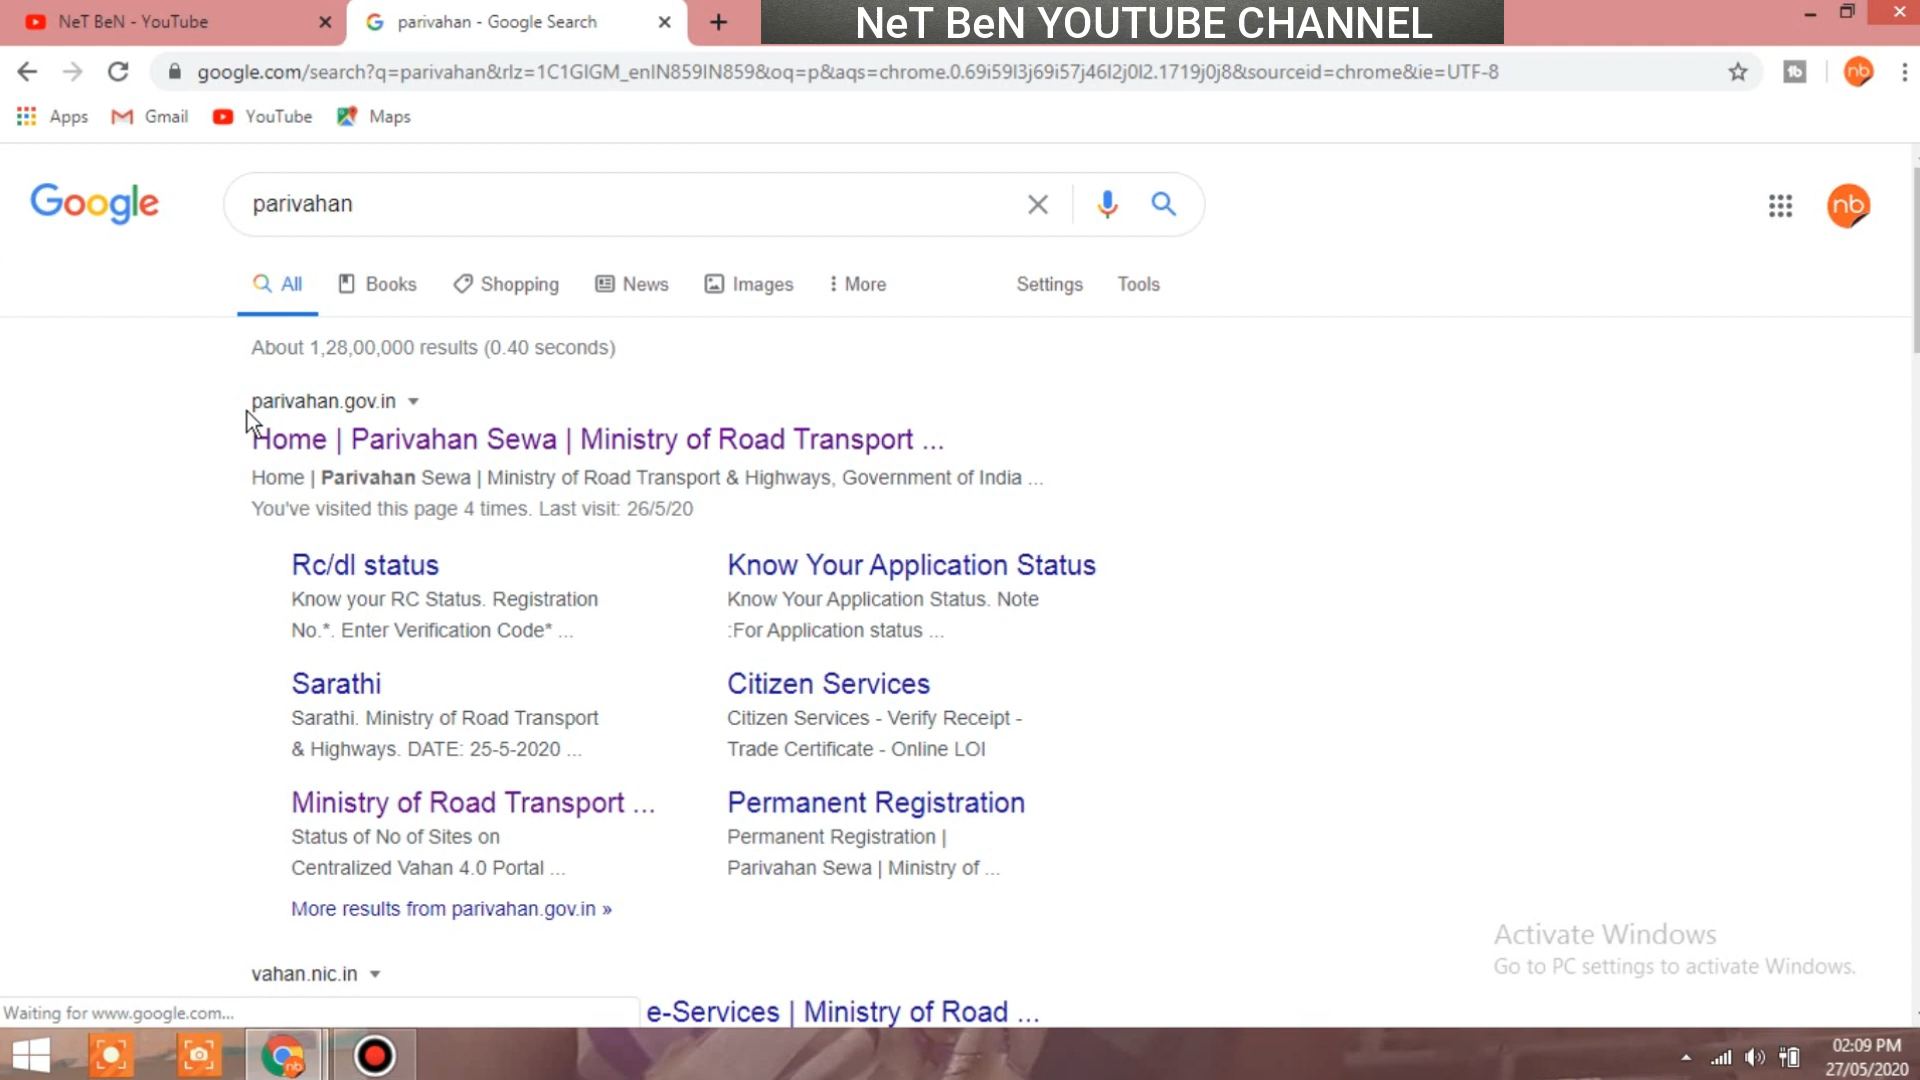 NeT BeN - YouTube
parivahan - Google Search
NeT BeN YOUTUBE CHANNEL
google.com/search?q=parivahan&rlz=1C1GIGM_enIN859IN859&oq=p&aqs=chrome.0.69i59l3j69i57j46l2j0l2.1719j0j8&sourceid=chrome&ie=UTF-8
Apps
Gmail
YouTube
Maps
Google
parivahan
nb
All
Books
Shopping
News
Images
More
Settings
Tools
About 1,28,00,000 results (0.40 seconds)
parivahan.gov.in
Home | Parivahan Sewa | Ministry of Road Transport ...
Home | Parivahan Sewa | Ministry of Road Transport & Highways, Government of India ...
You've visited this page 4 times. Last visit: 26/5/20
Rc/dl status
Know your RC Status. Registration
No.*. Enter Verification Code* ...
Know Your Application Status
Know Your Application Status. Note
:For Application status ...
Sarathi
Sarathi. Ministry of Road Transport
& Highways. DATE: 25-5-2020 ...
Citizen Services
Citizen Services - Verify Receipt -
Trade Certificate - Online LOI
Ministry of Road Transport ...
Status of No of Sites on
Centralized Vahan 4.0 Portal ...
Permanent Registration
Permanent Registration |
Parivahan Sewa | Ministry of ...
More results from parivahan.gov.in »
vahan.nic.in
e-Services | Ministry of Road ...
Waiting for www.google.com...
Activate Windows
Go to PC settings to activate Windows.
02:09 PM
27/05/2020